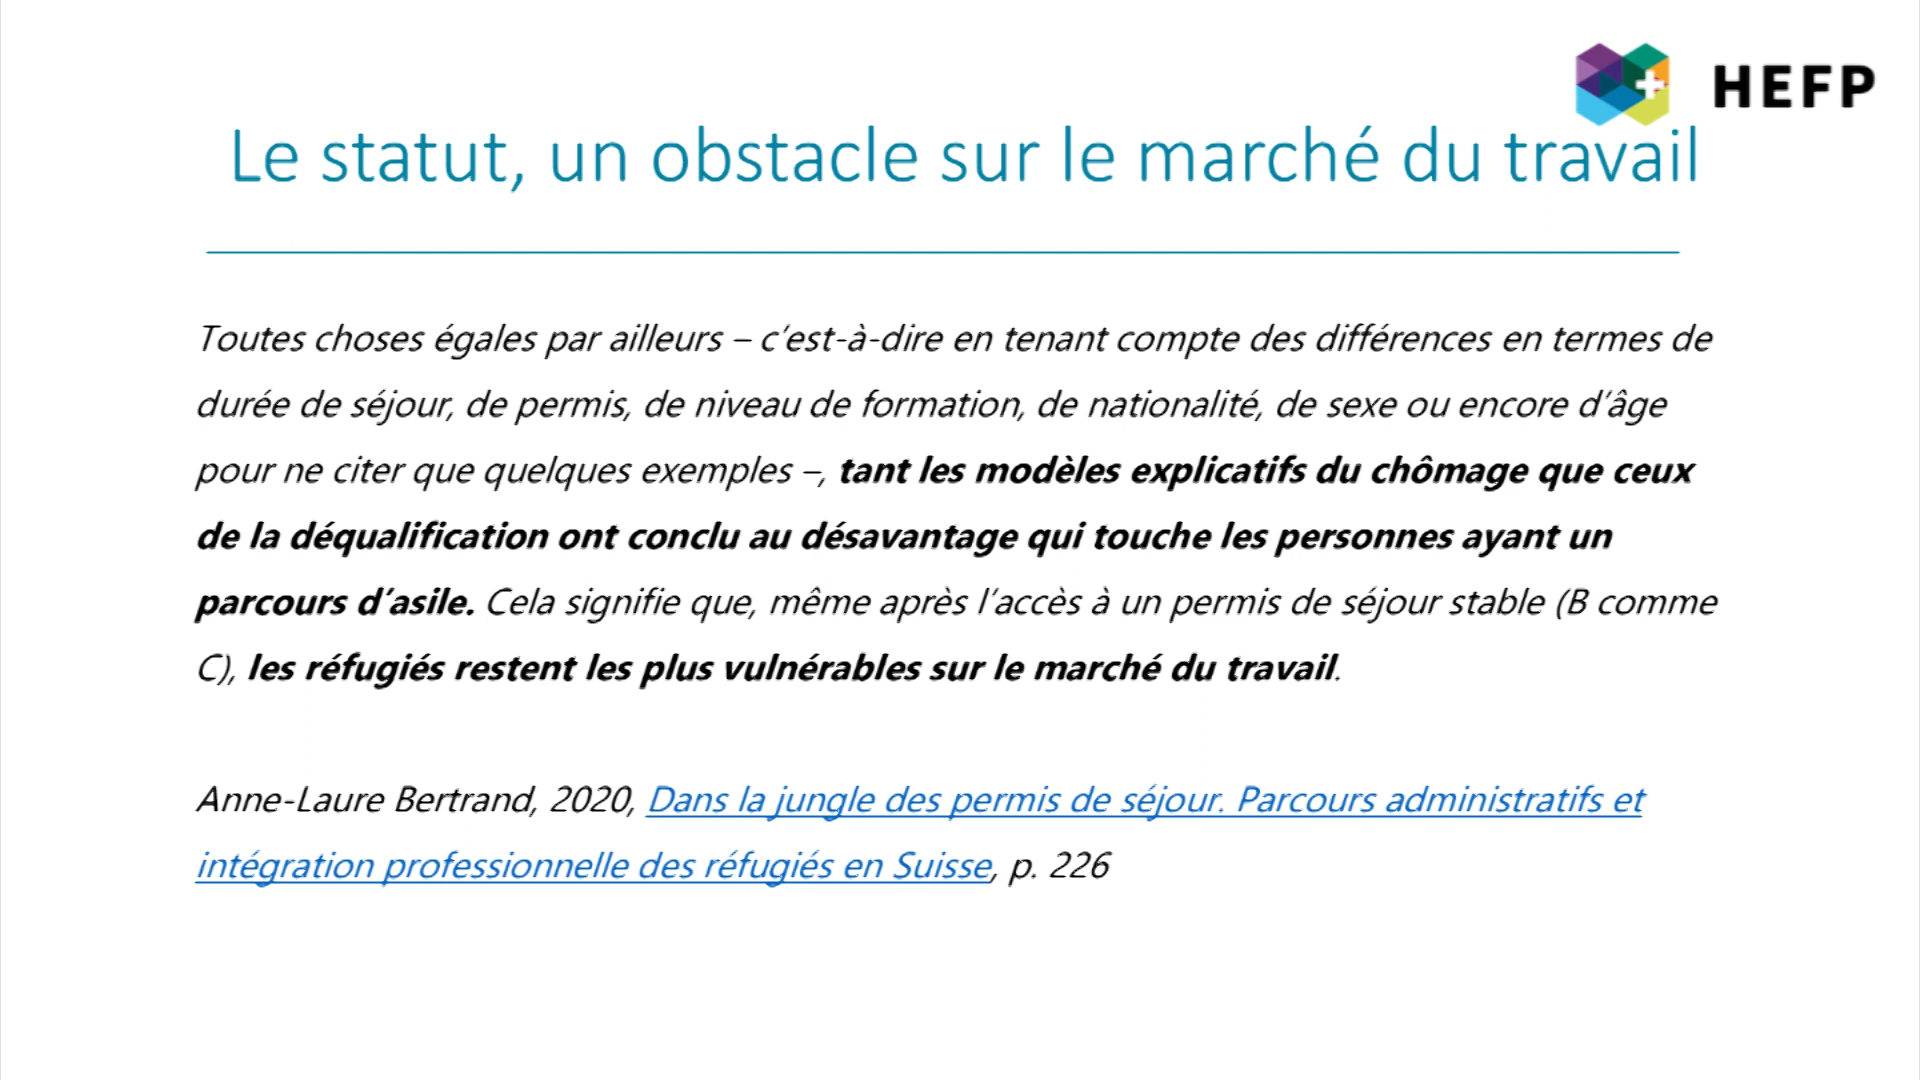 HEFP
Le statut, un obstacle sur le marché du travail
Toutes choses égales par ailleurs – c’est-à-dire en tenant compte des différences en termes de
durée de séjour, de permis, de niveau de formation, de nationalité, de sexe ou encore d’âge
pour ne citer que quelques exemples –, tant les modèles explicatifs du chômage que ceux
de la déqualification ont conclu au désavantage qui touche les personnes ayant un
parcours d’asile. Cela signifie que, même après l’accès à un permis de séjour stable (B comme
C), les réfugiés restent les plus vulnérables sur le marché du travail.
Anne-Laure Bertrand, 2020, Dans la jungle des permis de séjour. Parcours administratifs et
intégration professionnelle des réfugiés en Suisse, p. 226